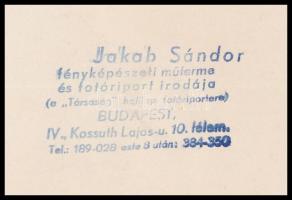 Jakab Sándor
fényképészeti műterme
és fotóriport irodája
(a „Társaság” hetilap fotóriportere)
BUDAPEST,
IV., Kossuth Lajos-u. 10. félem.
Tel.: 189-028 este 8 után: 384-350